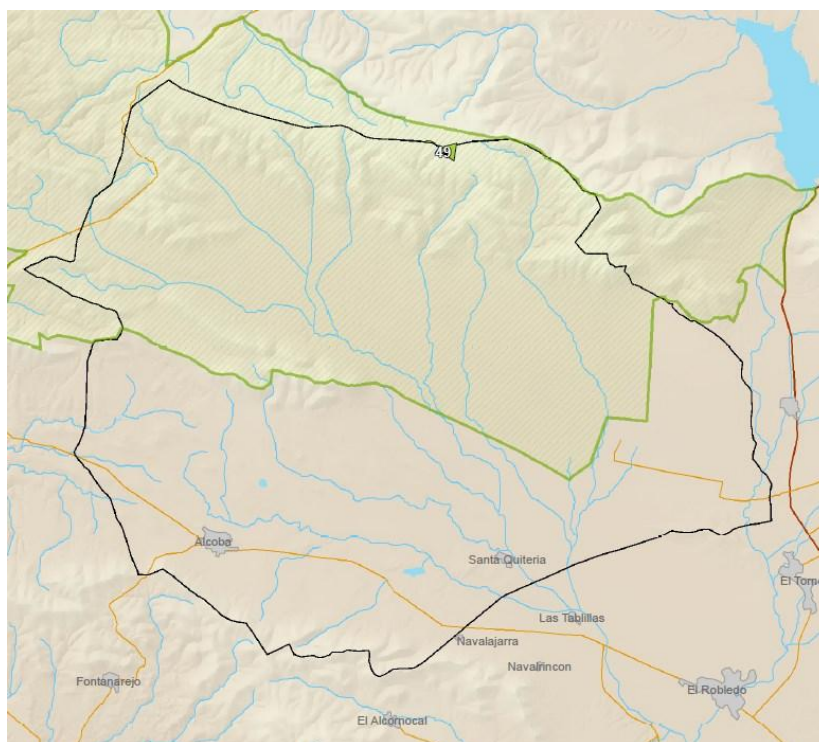 49
Alcoba
Santa Quiteria
El Torno
Las Tablillas
Navalajarra
Navalrincon
Fontanarejo
El Robledo
El Alcornocal